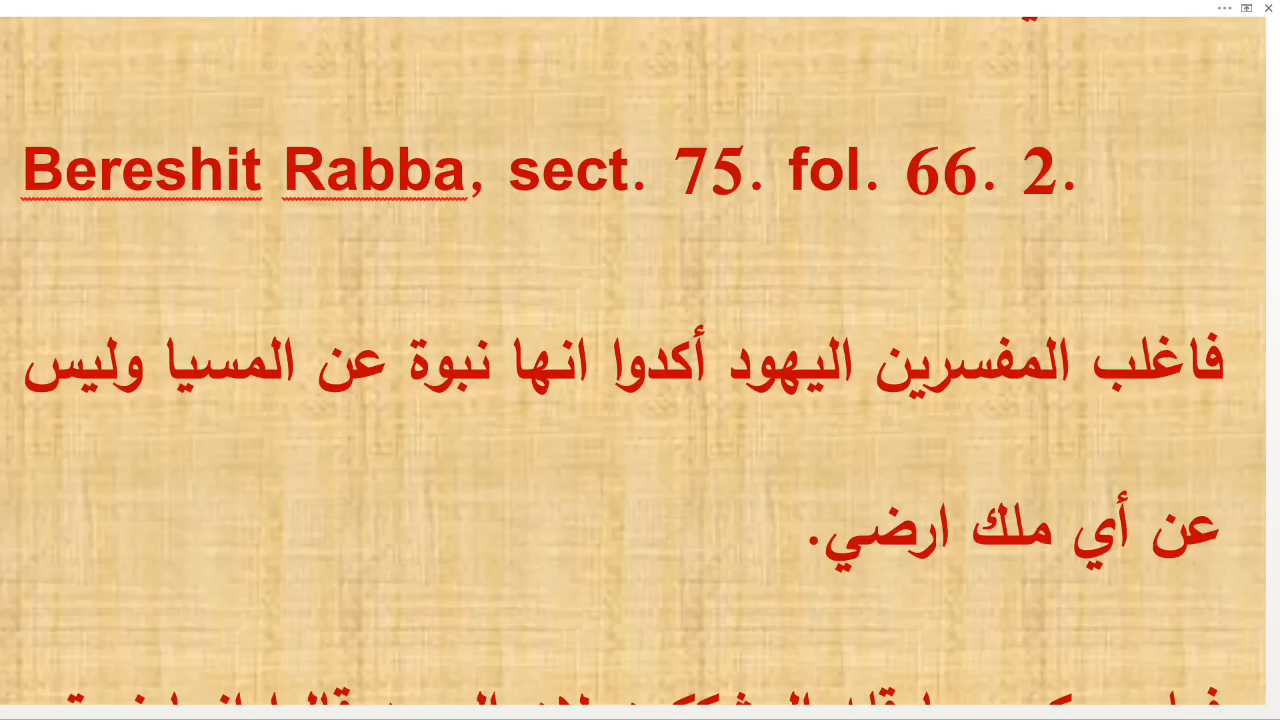 Bereshit Rabba, sect. 75. fol. 66. 2.
فاغلب المفسرين اليهود أكدوا انها نبوة عن المسيا وليس
عن أي ملك ارضي.